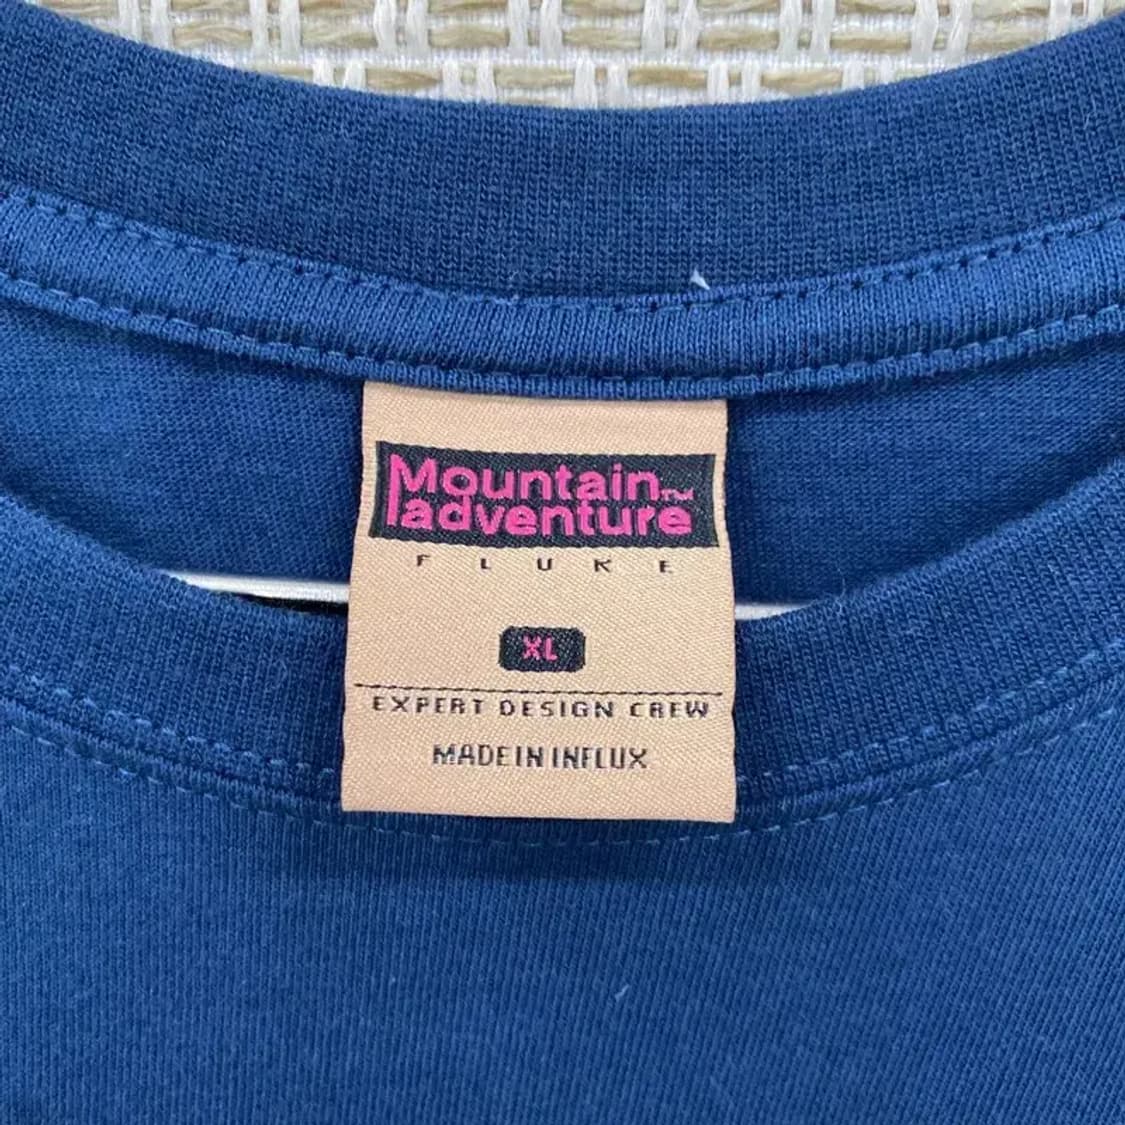 Mountain™
adventure
FLUKE
XL
EXPERT DESIGN CREW
MADE IN INFLUX